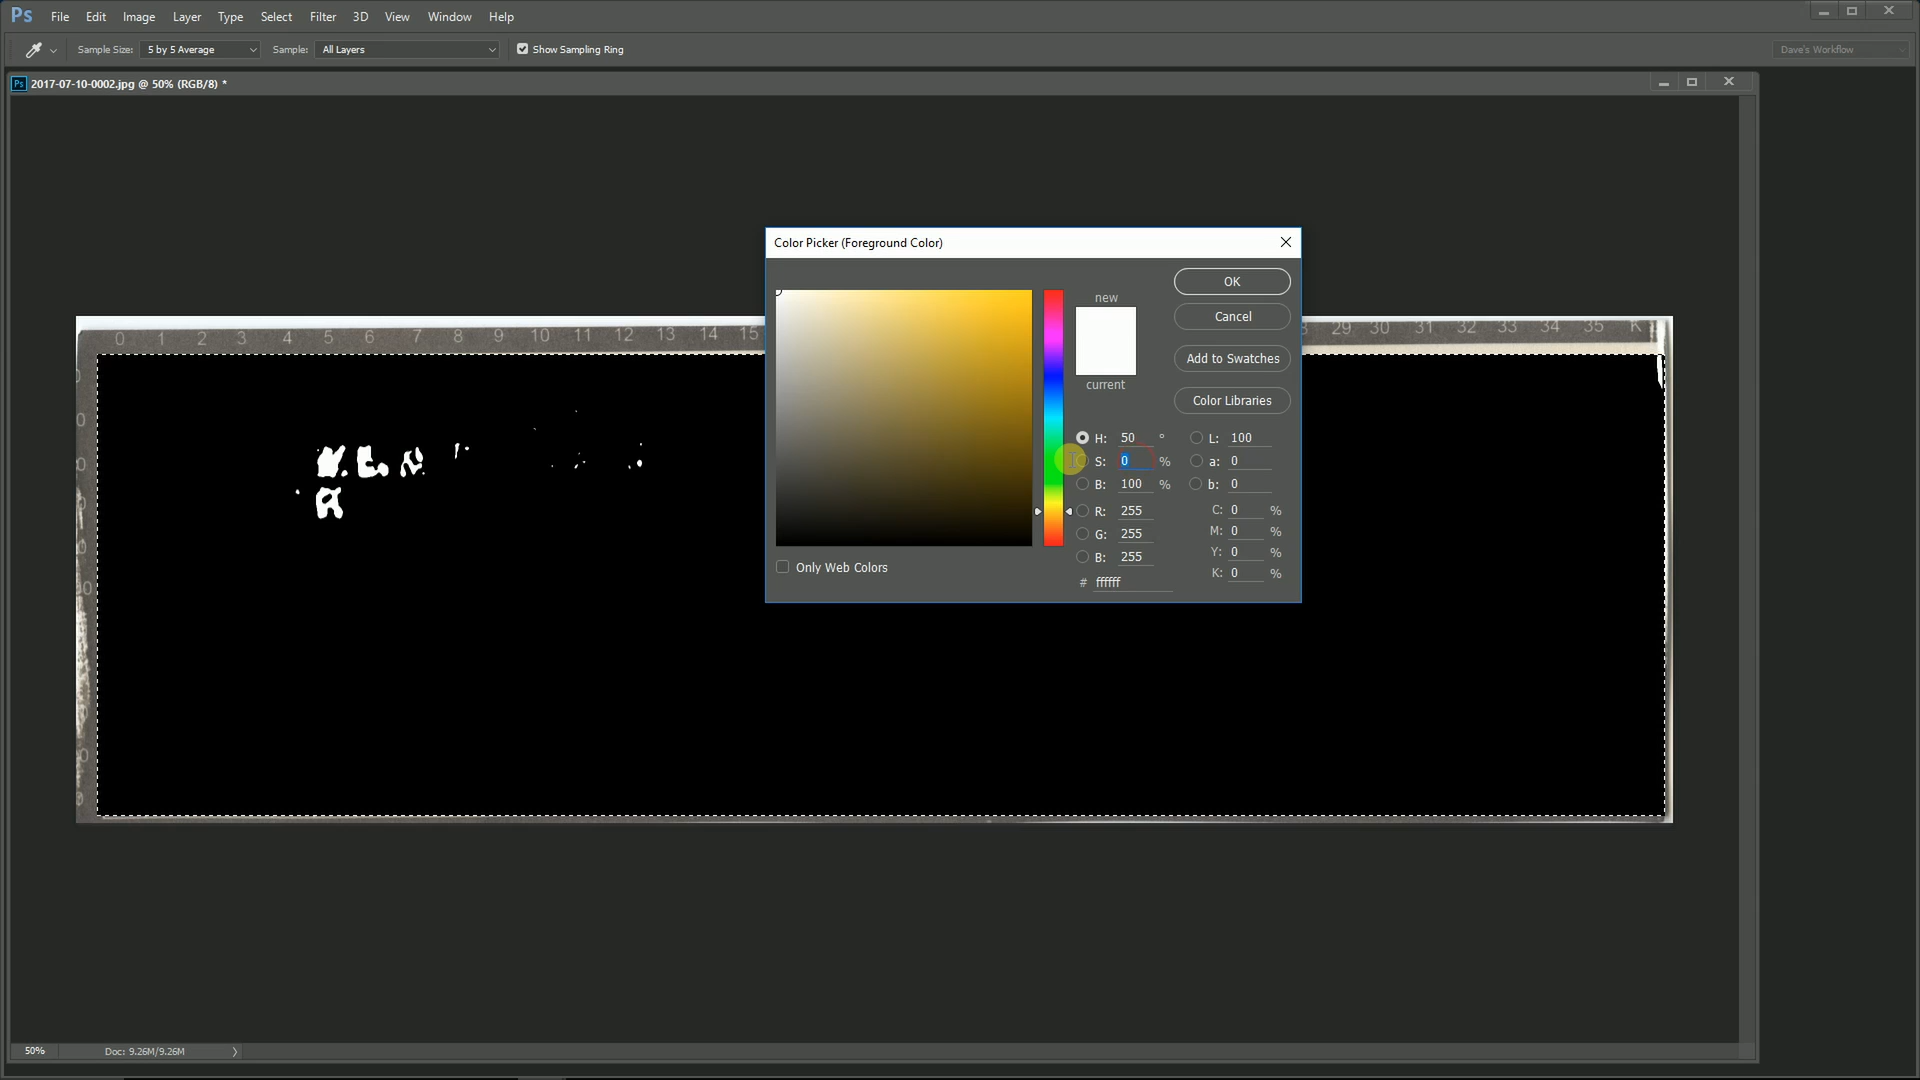 Ps File Edit Image Layer Type Select Filter 3D View Window Help
Sample Size: 5 by 5 Average Sample: All Layers Show Sampling Ring Dave's Workflow
Ps 2017-07-10-0002.jpg @ 50% (RGB/8) *
Color Picker (Foreground Color)
new
OK
Cancel
current
Add to Swatches
Color Libraries
H: 50 °
S: 0 %
B: 100 %
R: 255
G: 255
B: 255
# ffffff
L: 100
a: 0
b: 0
C: 0 %
M: 0 %
Y: 0 %
K: 0 %
Only Web Colors
0 1 2 3 4 5 6 7 8 9 10 11 12 13 14 15 29 30 31 32 33 34 35 K
50% Doc: 9.26M/9.26M